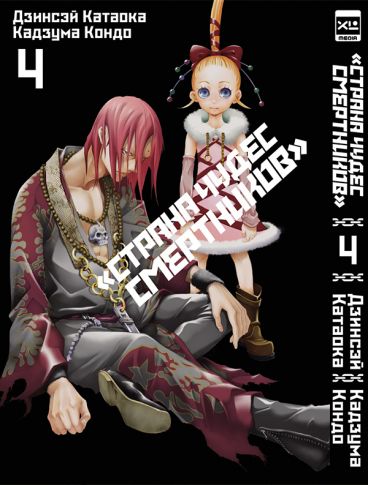 Дзинсэй Катаока
Кадзума Кондо
4
«СТРАНА ЧУДЕС
СМЕРТНИКОВ»
XL
MEDIA
«СТРАНА ЧУДЕС
СМЕРТНИКОВ»
4
Дзинсэй Кадзума
Катаока Кондо